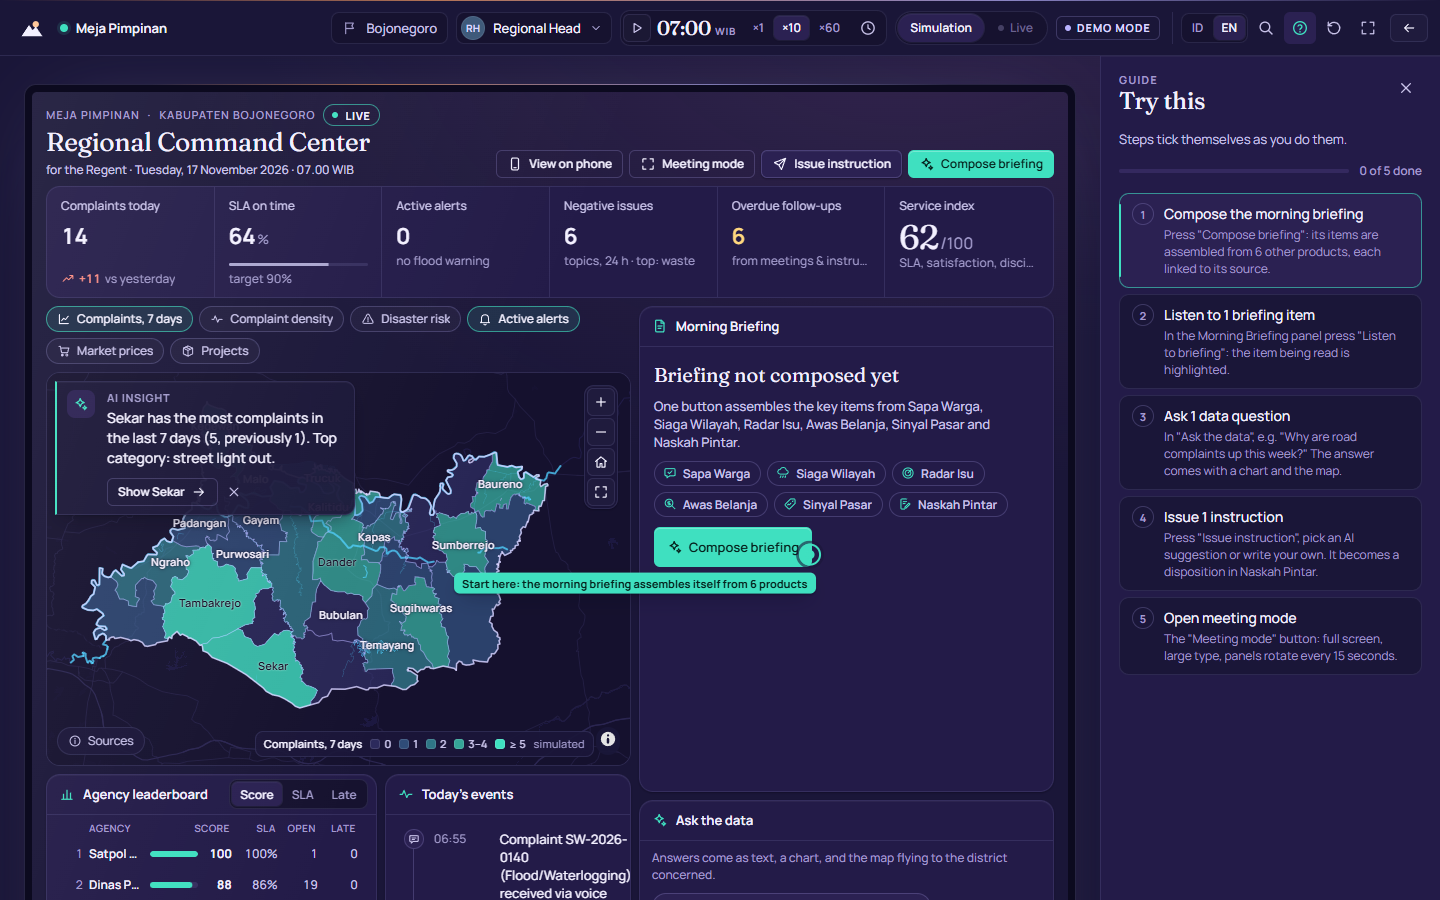 Meja Pimpinan
Bojonegoro
RH Regional Head
07:00 WIB
×1 ×10 ×60
Simulation Live
DEMO MODE
ID EN
MEJA PIMPINAN · KABUPATEN BOJONEGORO LIVE
Regional Command Center
for the Regent · Tuesday, 17 November 2026 · 07.00 WIB
View on phone
Meeting mode
Issue instruction
Compose briefing
Complaints today
14
+11 vs yesterday
SLA on time
64%
target 90%
Active alerts
0
no flood warning
Negative issues
6
topics, 24 h · top: waste
Overdue follow-ups
6
from meetings & instru...
Service index
62/100
SLA, satisfaction, disci...
Complaints, 7 days
Complaint density
Disaster risk
Active alerts
Market prices
Projects
AI INSIGHT
Sekar has the most complaints in
the last 7 days (5, previously 1). Top
category: street light out.
Show Sekar
Baureno
Padangan
Gayam
Kapas
Sumberrejo
Ngraho
Purwosari
Dander
Tambakrejo
Bubulan
Sugihwaras
Temayang
Sekar
Sources
Complaints, 7 days 0 1 2 3–4 ≥ 5 simulated
Morning Briefing
Briefing not composed yet
One button assembles the key items from Sapa Warga,
Siaga Wilayah, Radar Isu, Awas Belanja, Sinyal Pasar and
Naskah Pintar.
Sapa Warga
Siaga Wilayah
Radar Isu
Awas Belanja
Sinyal Pasar
Naskah Pintar
Compose briefing
Start here: the morning briefing assembles itself from 6 products
Agency leaderboard
Score SLA Late
AGENCY SCORE SLA OPEN LATE
1 Satpol ... 100 100% 1 0
2 Dinas P... 88 86% 19 0
Today's events
06:55
Complaint SW-2026-
0140
(Flood/Waterlogging)
received via voice
Ask the data
Answers come as text, a chart, and the map flying to the district
concerned.
GUIDE
Try this
Steps tick themselves as you do them.
0 of 5 done
1 Compose the morning briefing
Press "Compose briefing": its items are
assembled from 6 other products, each
linked to its source.
2 Listen to 1 briefing item
In the Morning Briefing panel press "Listen
to briefing": the item being read is
highlighted.
3 Ask 1 data question
In "Ask the data", e.g. "Why are road
complaints up this week?" The answer
comes with a chart and the map.
4 Issue 1 instruction
Press "Issue instruction", pick an AI
suggestion or write your own. It becomes a
disposition in Naskah Pintar.
5 Open meeting mode
The "Meeting mode" button: full screen,
large type, panels rotate every 15 seconds.